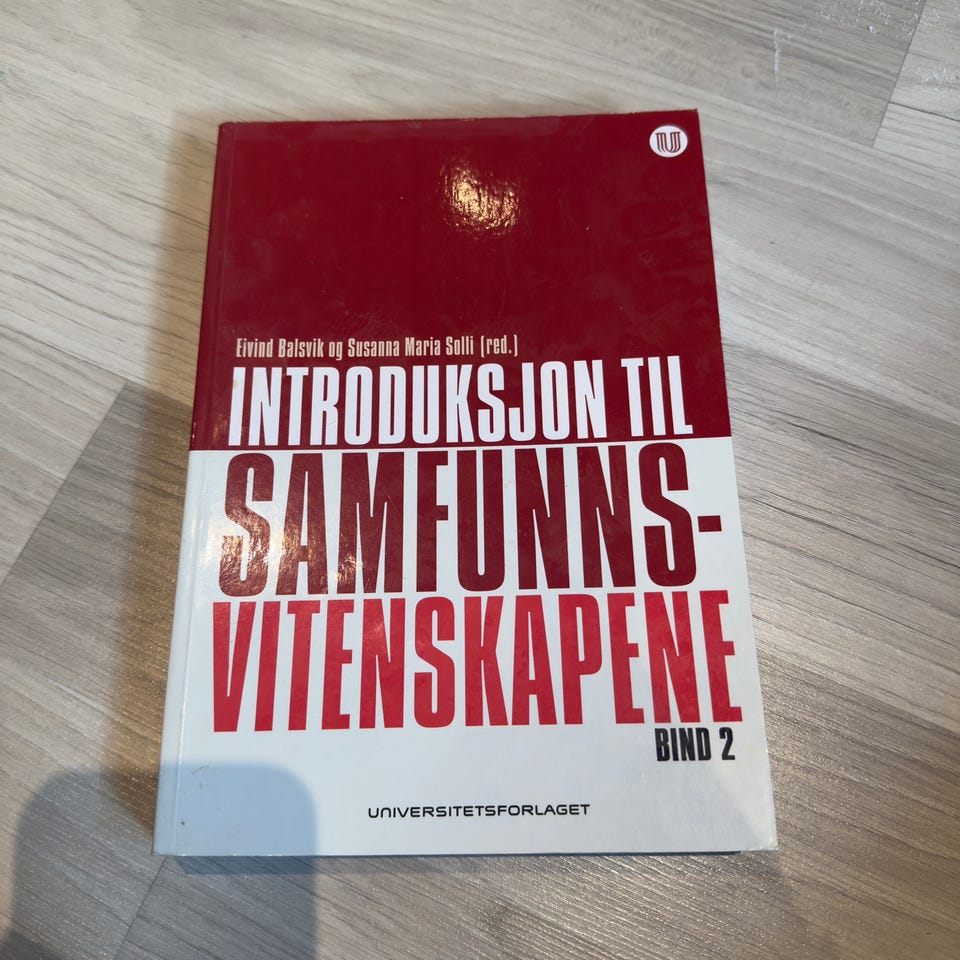 Eivind Balsvik og Susanna Maria Solli (red.)
INTRODUKSJON TIL
SAMFUNNS-
VITENSKAPENE
BIND 2
UNIVERSITETSFORLAGET